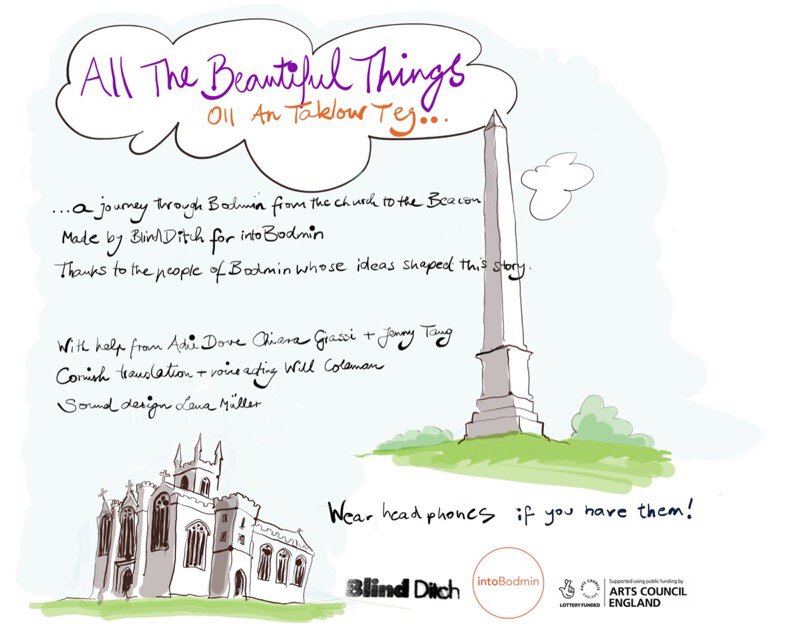 All The Beautiful Things
Oll An Taklow Teg...
...a journey through Bodmin from the church to the Beacon
Made by Blind Ditch for intoBodmin
Thanks to the people of Bodmin whose ideas shaped this story.
With help from Adie Dove Chiara Grassi + Jenny Tang
Cornish translation + voice acting Will Coleman
Sound design Lena Müller
Wear headphones if you have them!
Blind Ditch
intoBodmin
ARTS COUNCIL ENGLAND
LOTTERY FUNDED
Supported using public funding by
ARTS COUNCIL
ENGLAND